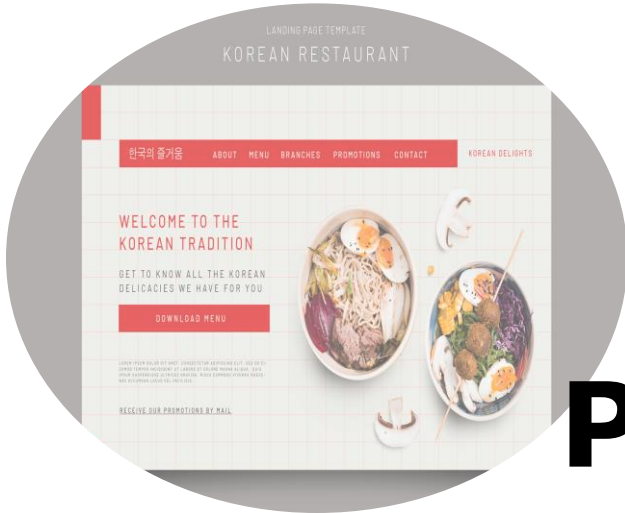 LANDING PAGE TEMPLATE
KOREAN RESTAURANT
한국의 즐거움 ABOUT MENU BRANCHES PROMOTIONS CONTACT KOREAN DELIGHTS
WELCOME TO THE
KOREAN TRADITION
GET TO KNOW ALL THE KOREAN
DELICACIES WE HAVE FOR YOU
DOWNLOAD MENU
RECEIVE OUR PROMOTIONS BY MAIL
P